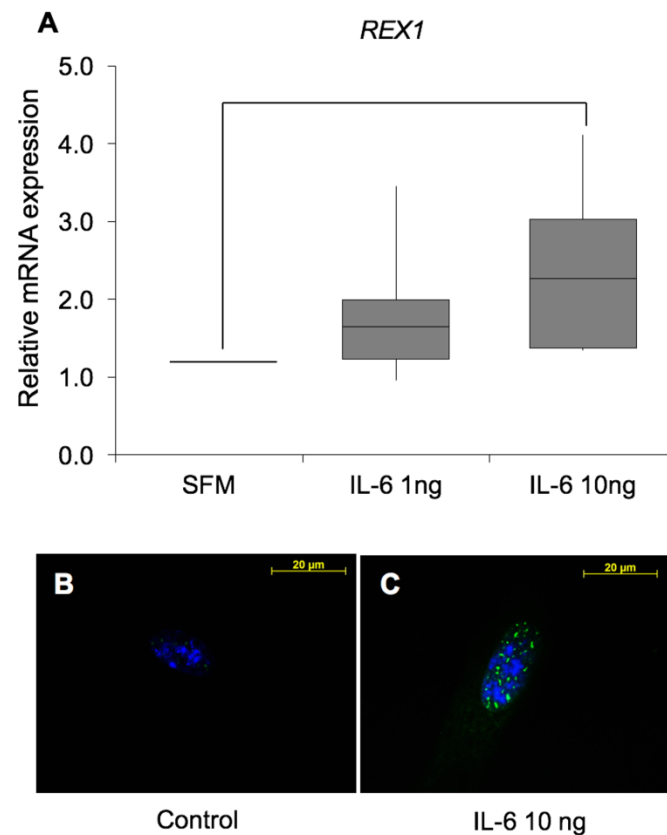 A
REX1
Relative mRNA expression
5.0
4.0
3.0
2.0
1.0
0.0
SFM IL-6 1ng IL-6 10ng
B 20 µm C 20 µm
Control IL-6 10 ng